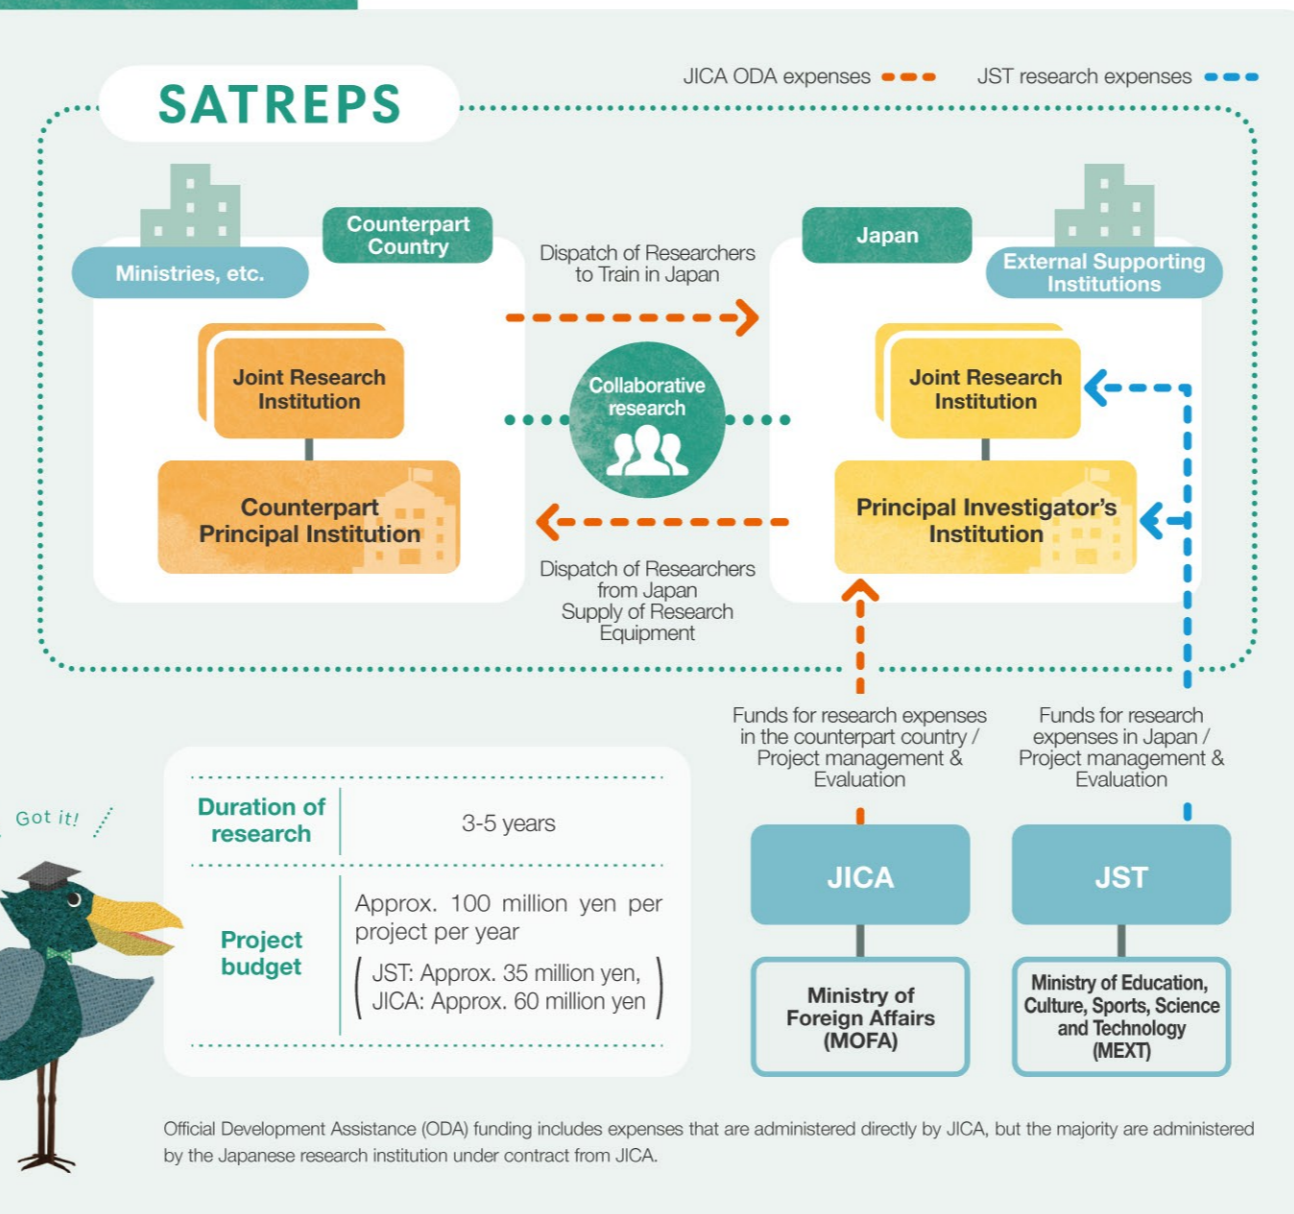 JICA ODA expenses
JST research expenses
SATREPS
Counterpart
Country
Japan
Ministries, etc.
External Supporting
Institutions
Dispatch of Researchers
to Train in Japan
Joint Research
Institution
Collaborative
research
Joint Research
Institution
Counterpart
Principal Institution
Principal Investigator's
Institution
Dispatch of Researchers
from Japan
Supply of Research
Equipment
Funds for research expenses
in the counterpart country /
Project management &
Evaluation
Funds for research
expenses in Japan /
Project management &
Evaluation
Got it!
Duration of
research
3-5 years
Project
budget
Approx. 100 million yen per
project per year
(JST: Approx. 35 million yen,
JICA: Approx. 60 million yen)
JICA
JST
Ministry of
Foreign Affairs
(MOFA)
Ministry of Education,
Culture, Sports, Science
and Technology
(MEXT)
Official Development Assistance (ODA) funding includes expenses that are administered directly by JICA, but the majority are administered
by the Japanese research institution under contract from JICA.